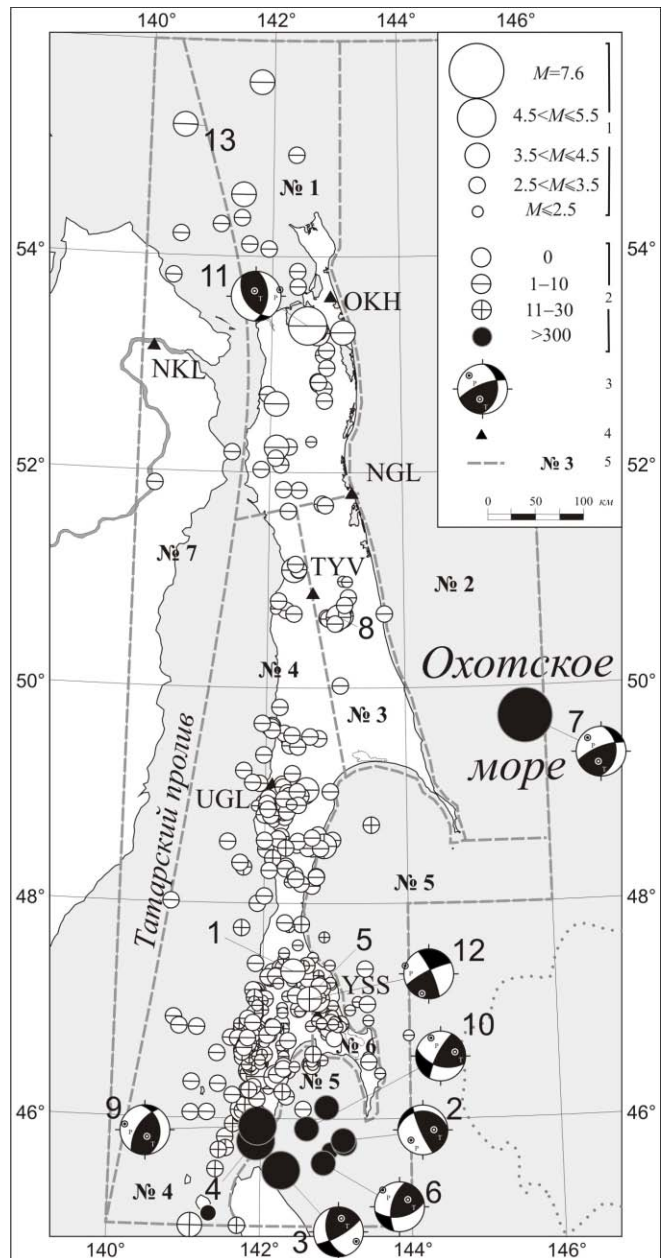 140° 142° 144° 146°
M=7.6
4.5<M⩽5.5
1
3.5<M⩽4.5
2.5<M⩽3.5
M⩽2.5
13
№ 1
54°
54°
0
1–10
2
11–30
>300
11
P
T
OKH
P
T
3
NKL
4
№ 3
5
0 50 100 км
52°
52°
NGL
№ 7
TYV
№ 2
8
№ 4
Охотское
50°
50°
№ 3
7
P
T
море
UGL
Татарский пролив
48°
№ 5
48°
1
5
12
P
T
YSS
10
P
T
№ 6
№ 5
46°
46°
9
P
T
2
P
T
4
6
P
T
№ 4
3
T
P
140° 142° 144° 146°